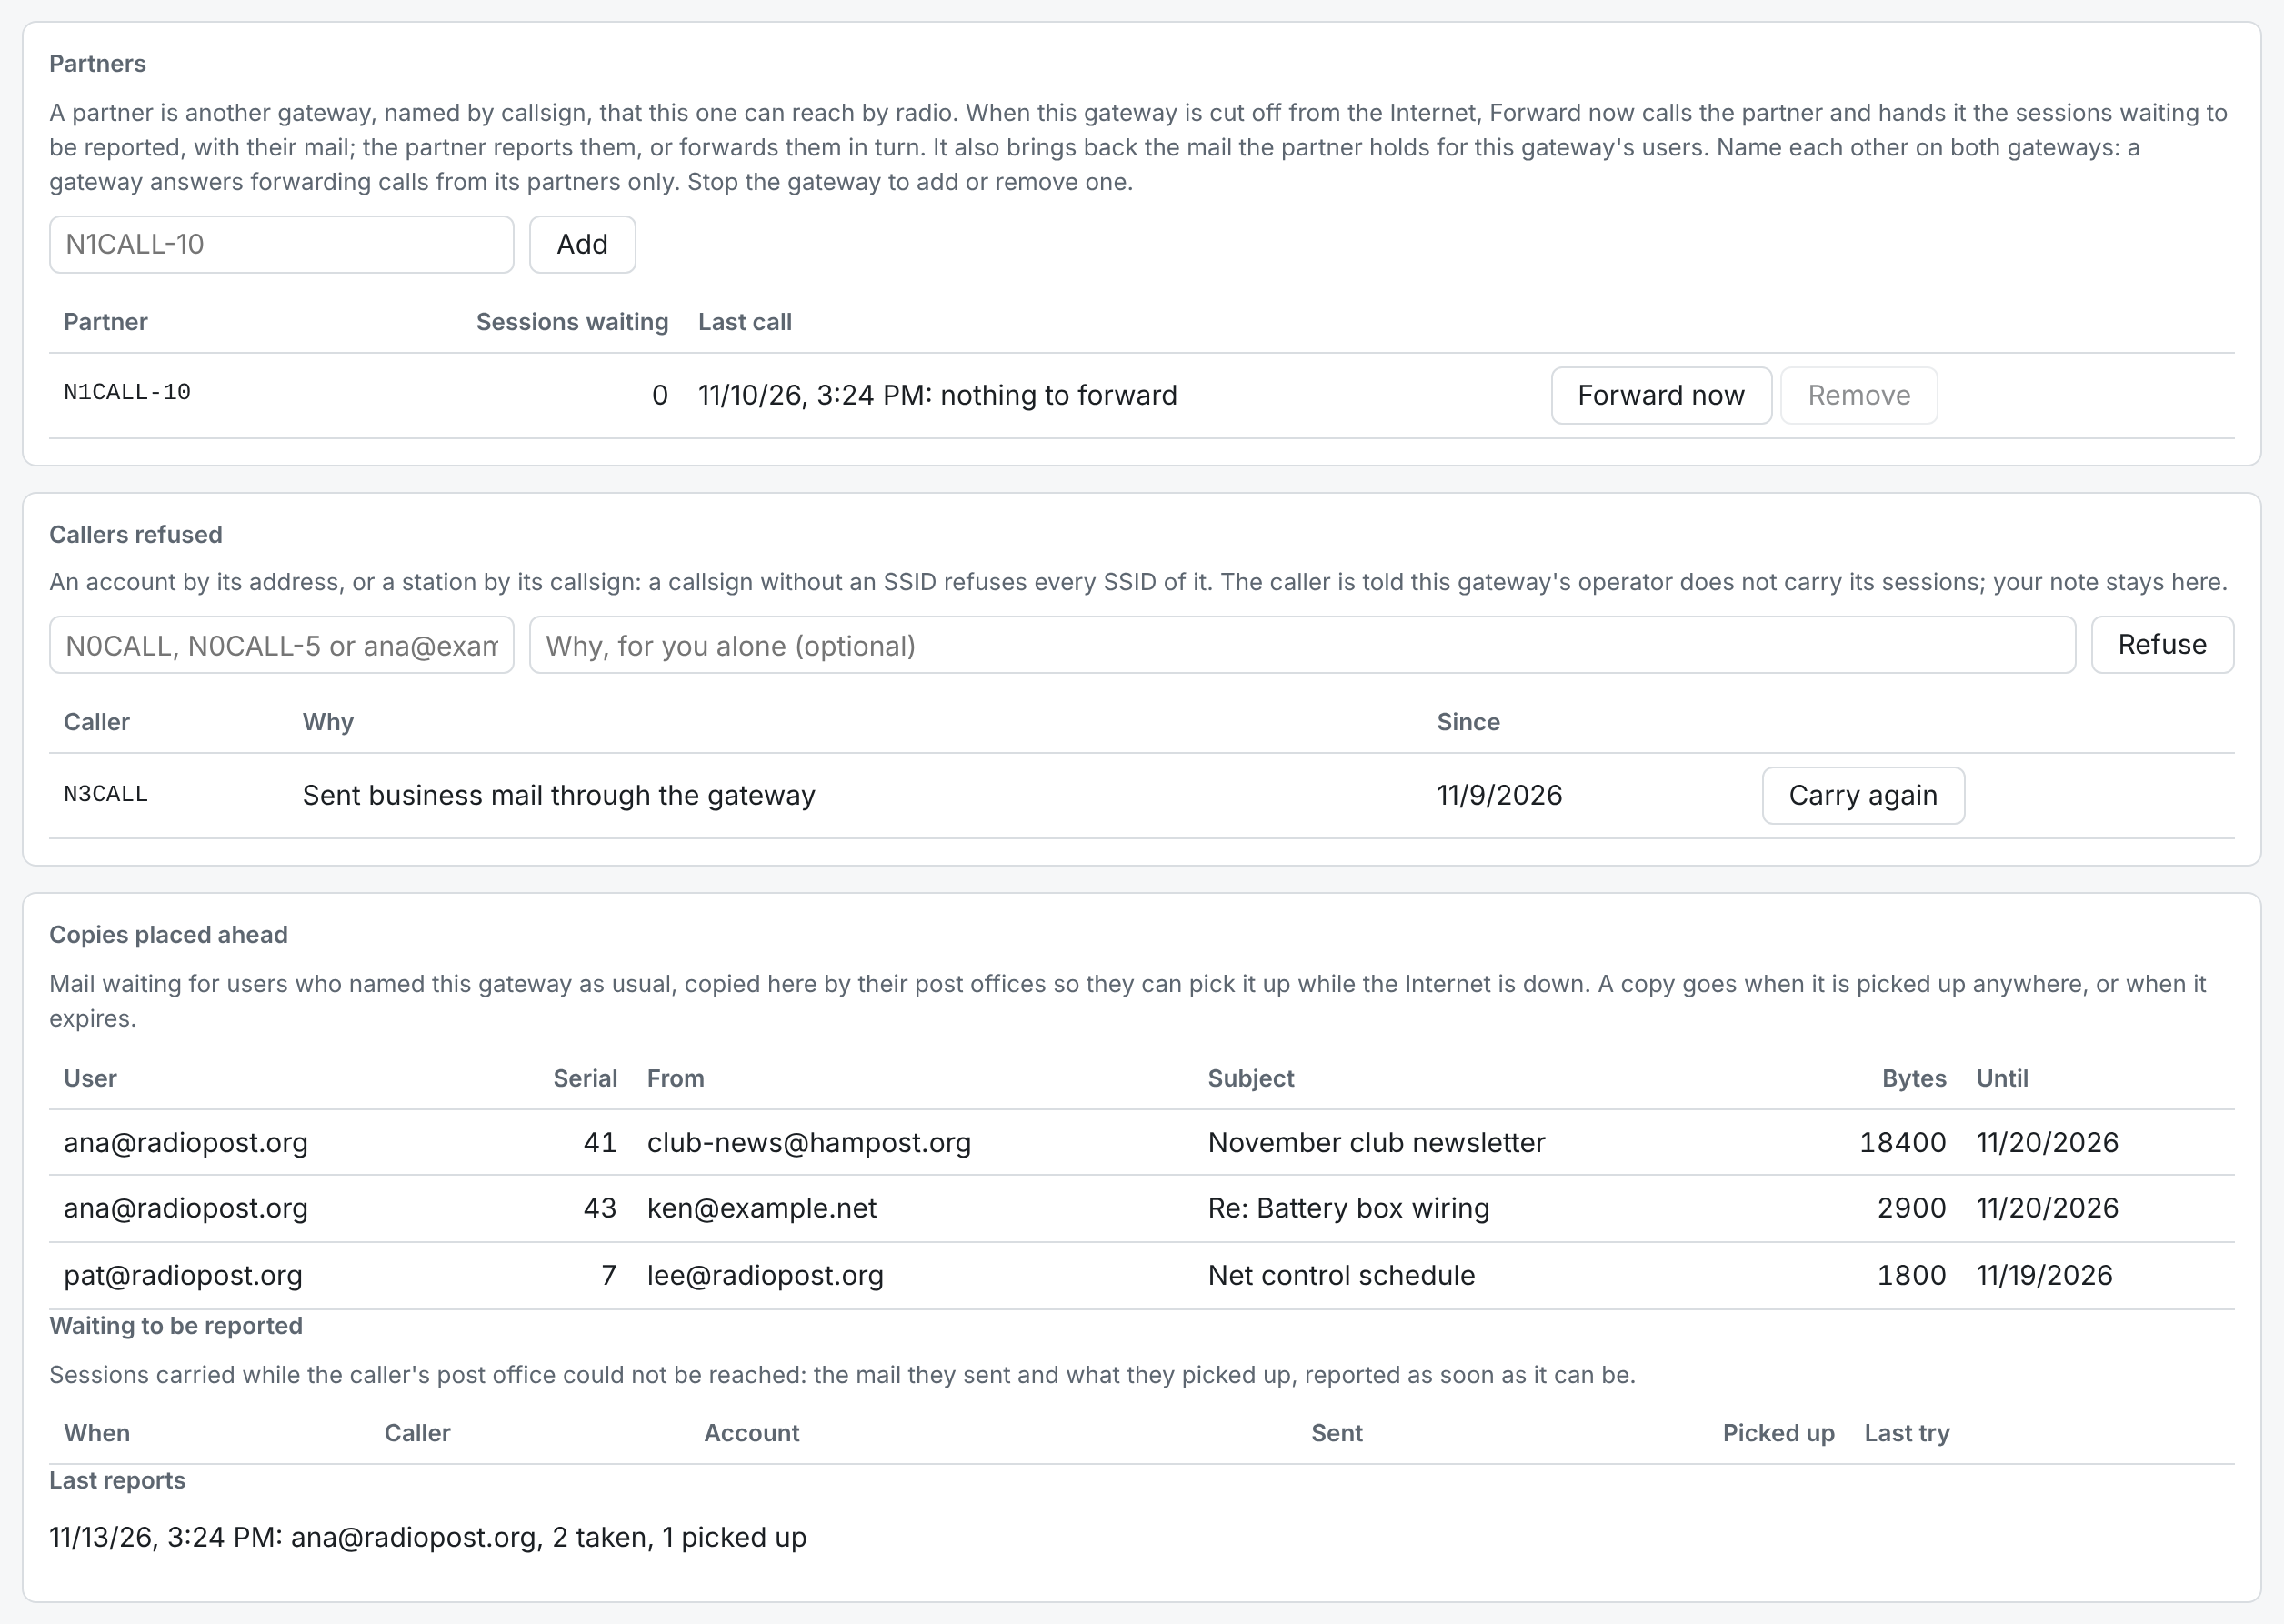 Partners
A partner is another gateway, named by callsign, that this one can reach by radio. When this gateway is cut off from the Internet, Forward now calls the partner and hands it the sessions waiting to
be reported, with their mail; the partner reports them, or forwards them in turn. It also brings back the mail the partner holds for this gateway's users. Name each other on both gateways: a
gateway answers forwarding calls from its partners only. Stop the gateway to add or remove one.
N1CALL-10 Add
Partner Sessions waiting Last call
N1CALL-10 0 11/10/26, 3:24 PM: nothing to forward Forward now Remove
Callers refused
An account by its address, or a station by its callsign: a callsign without an SSID refuses every SSID of it. The caller is told this gateway's operator does not carry its sessions; your note stays here.
N0CALL, N0CALL-5 or ana@exam Why, for you alone (optional) Refuse
Caller Why Since
N3CALL Sent business mail through the gateway 11/9/2026 Carry again
Copies placed ahead
Mail waiting for users who named this gateway as usual, copied here by their post offices so they can pick it up while the Internet is down. A copy goes when it is picked up anywhere, or when it
expires.
User Serial From Subject Bytes Until
ana@radiopost.org 41 club-news@hampost.org November club newsletter 18400 11/20/2026
ana@radiopost.org 43 ken@example.net Re: Battery box wiring 2900 11/20/2026
pat@radiopost.org 7 lee@radiopost.org Net control schedule 1800 11/19/2026
Waiting to be reported
Sessions carried while the caller's post office could not be reached: the mail they sent and what they picked up, reported as soon as it can be.
When Caller Account Sent Picked up Last try
Last reports
11/13/26, 3:24 PM: ana@radiopost.org, 2 taken, 1 picked up